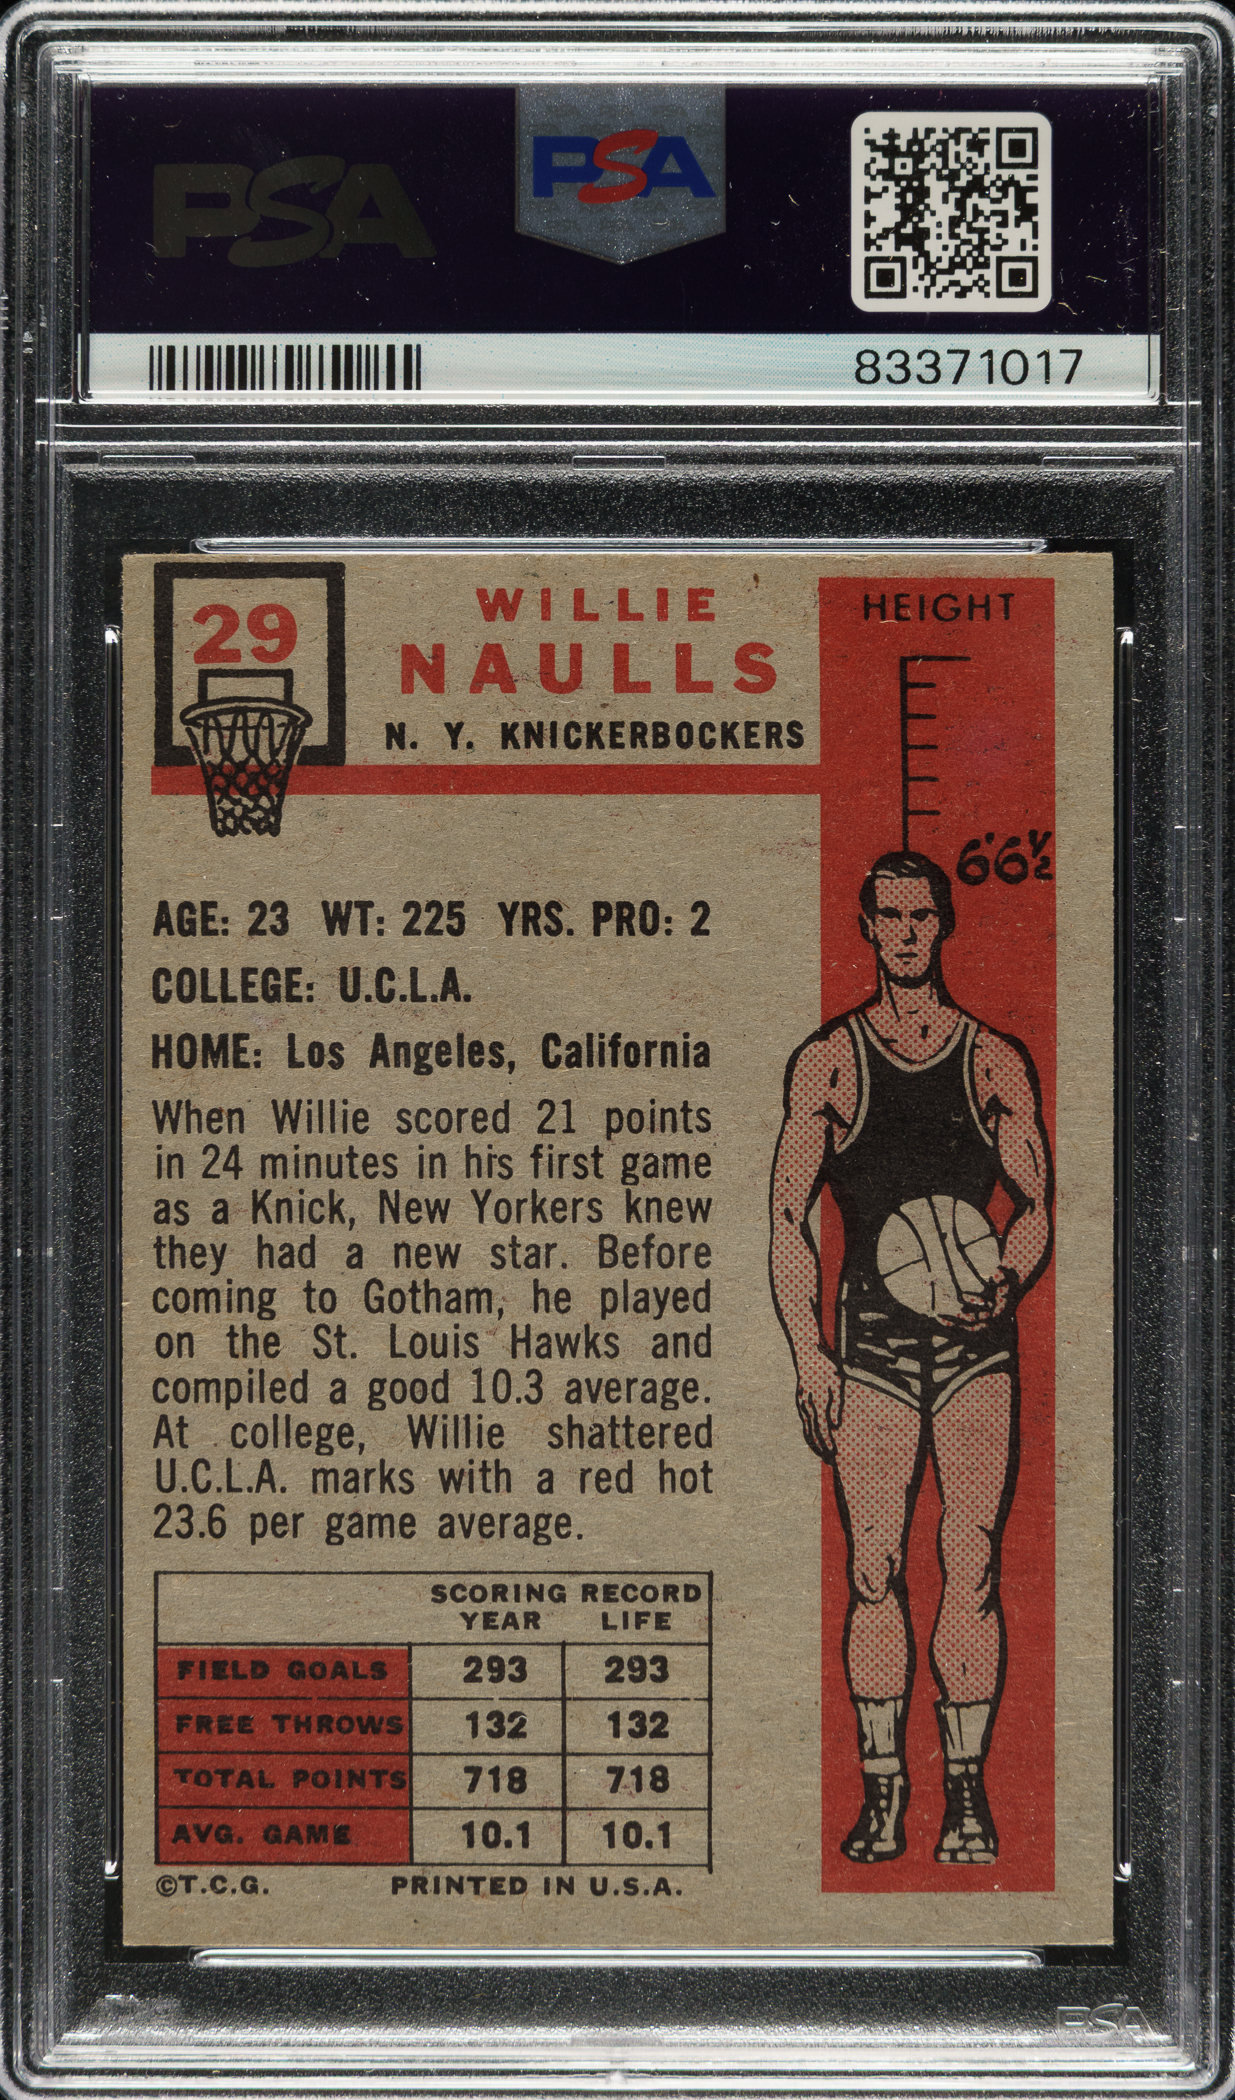 PSA
PSA
83371017
29
WILLIE
NAULLS
N. Y. KNICKERBOCKERS
HEIGHT
6'6½
AGE: 23 WT: 225 YRS. PRO: 2
COLLEGE: U.C.L.A.
HOME: Los Angeles, California
When Willie scored 21 points
in 24 minutes in his first game
as a Knick, New Yorkers knew
they had a new star. Before
coming to Gotham, he played
on the St. Louis Hawks and
compiled a good 10.3 average.
At college, Willie shattered
U.C.L.A. marks with a red hot
23.6 per game average.
SCORING RECORD
YEAR LIFE
FIELD GOALS 293 293
FREE THROWS 132 132
TOTAL POINTS 718 718
AVG. GAME 10.1 10.1
©T.C.G. PRINTED IN U.S.A.
PSA